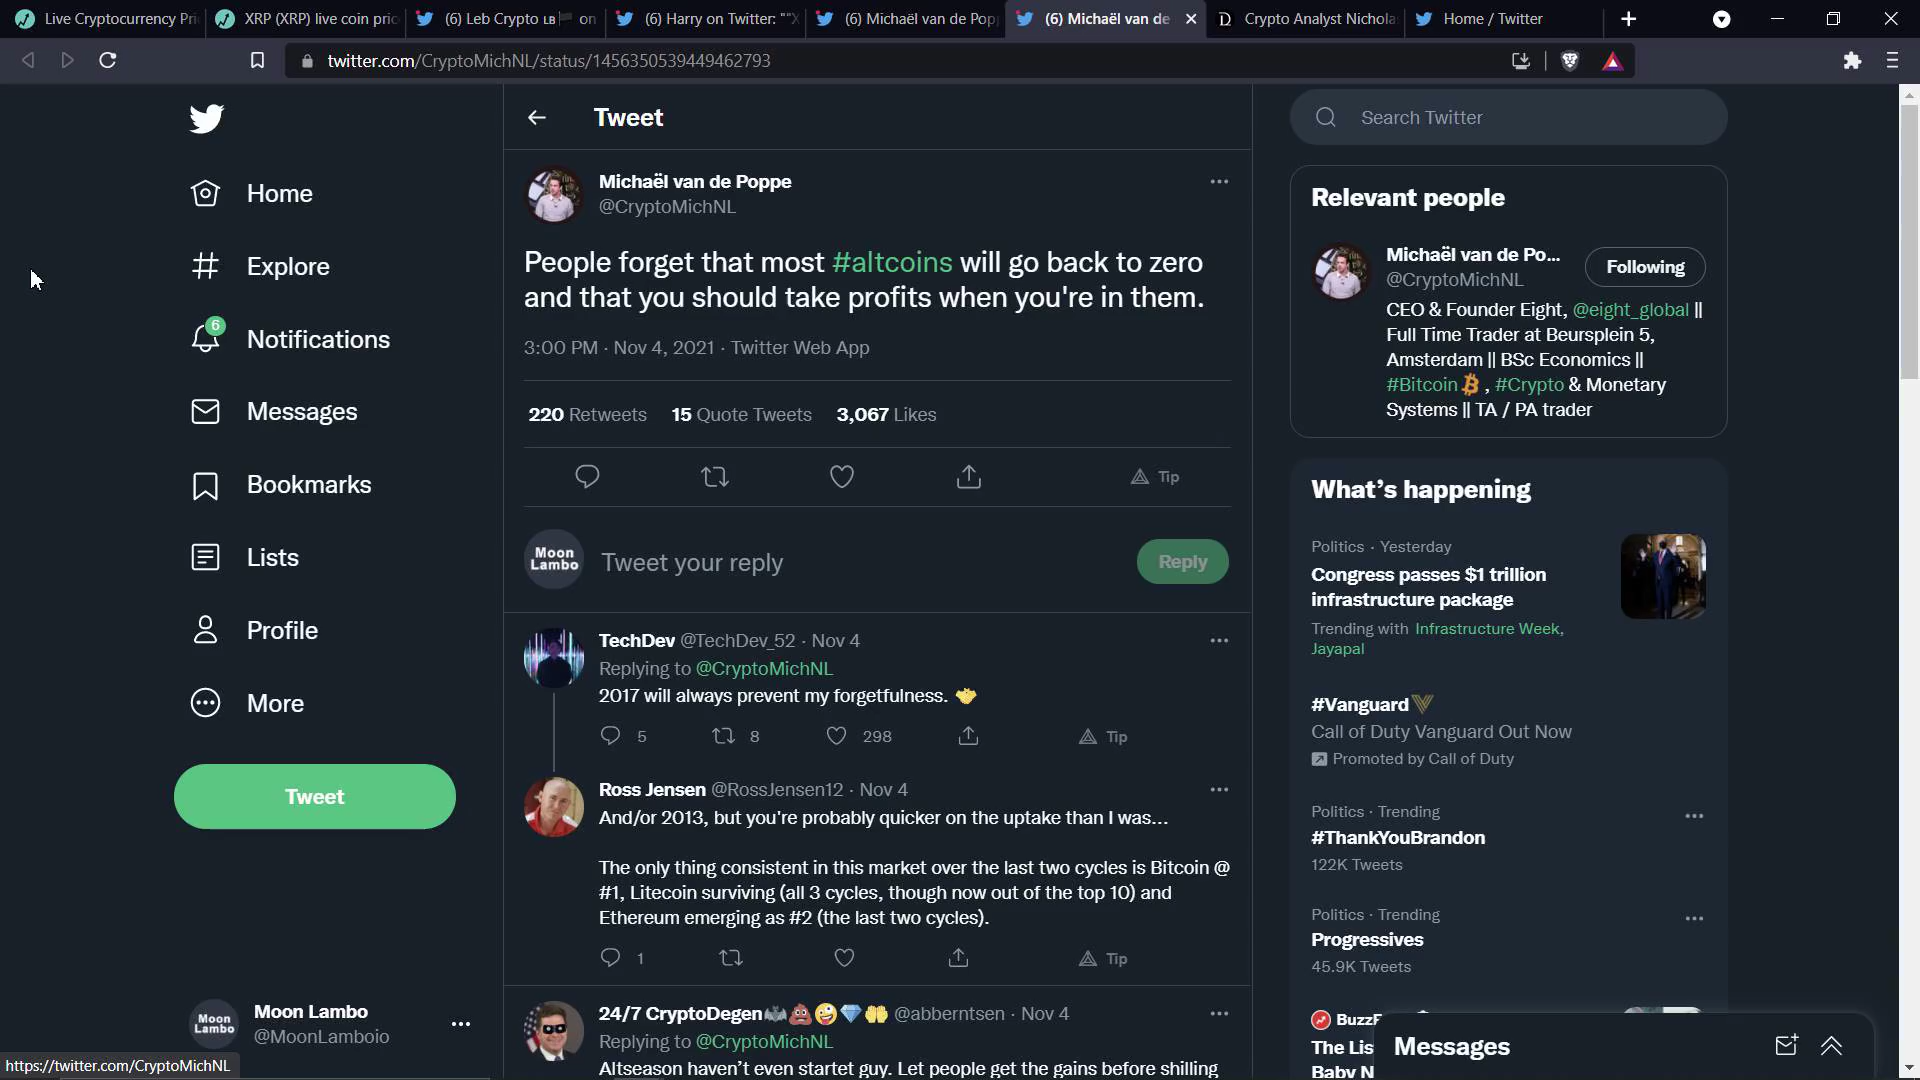 Live Cryptocurrency Pri
XRP (XRP) live coin price
(6) Leb Crypto LB on
(6) Harry on Twitter: ""X
(6) Michaël van de Pop
(6) Michaël van de
Crypto Analyst Nichola
Home / Twitter
twitter.com/CryptoMichNL/status/1456350539449462793
Home
Explore
6
Notifications
Messages
Bookmarks
Lists
Profile
More
Tweet
Moon Lambo
Moon Lambo
@MoonLamboio
https://twitter.com/CryptoMichNL
Tweet
Michaël van de Poppe
@CryptoMichNL
People forget that most #altcoins will go back to zero
and that you should take profits when you're in them.
3:00 PM · Nov 4, 2021 · Twitter Web App
220 Retweets 15 Quote Tweets 3,067 Likes
Tip
Moon Lambo
Tweet your reply
Reply
TechDev @TechDev_52 · Nov 4
Replying to @CryptoMichNL
2017 will always prevent my forgetfulness.
5 8 298 Tip
Ross Jensen @RossJensen12 · Nov 4
And/or 2013, but you're probably quicker on the uptake than I was...
The only thing consistent in this market over the last two cycles is Bitcoin @
#1, Litecoin surviving (all 3 cycles, though now out of the top 10) and
Ethereum emerging as #2 (the last two cycles).
1 Tip
24/7 CryptoDegen🦇💩🤪💎👐 @abberntsen · Nov 4
Replying to @CryptoMichNL
Altseason haven't even startet guy. Let people get the gains before shilling
Search Twitter
Relevant people
Michaël van de Po...
@CryptoMichNL
Following
CEO & Founder Eight, @eight_global ||
Full Time Trader at Beursplein 5,
Amsterdam || BSc Economics ||
#Bitcoin , #Crypto & Monetary
Systems || TA / PA trader
What's happening
Politics · Yesterday
Congress passes $1 trillion
infrastructure package
Trending with Infrastructure Week,
Jayapal
#Vanguard
Call of Duty Vanguard Out Now
Promoted by Call of Duty
Politics · Trending
#ThankYouBrandon
122K Tweets
Politics · Trending
Progressives
45.9K Tweets
BuzzF
The Lis
Baby N
Messages